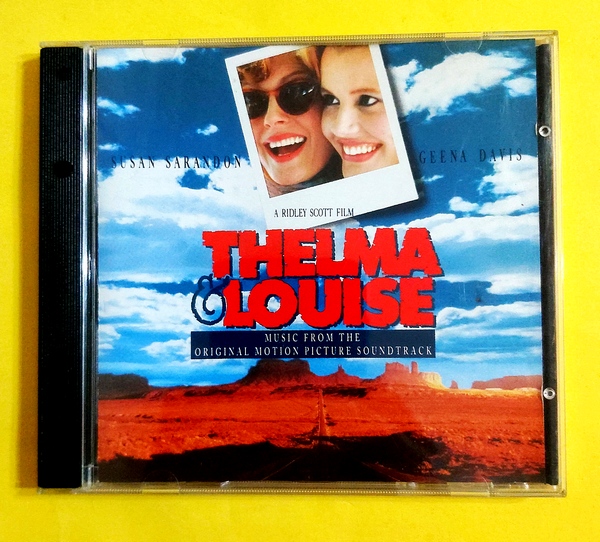 SUSAN SARANDON
GEENA DAVIS
A RIDLEY SCOTT FILM
THELMA
& LOUISE
MUSIC FROM THE
ORIGINAL MOTION PICTURE SOUNDTRACK